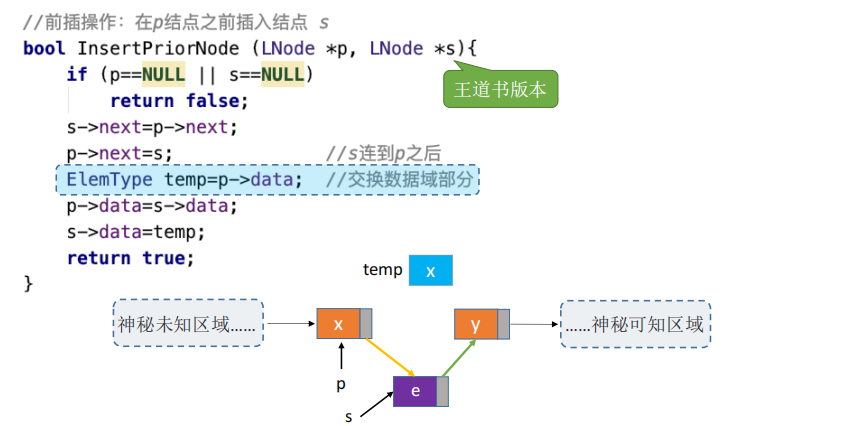 //前插操作：在p结点之前插入结点 s
bool InsertPriorNode (LNode *p, LNode *s){
if (p==NULL || s==NULL)
return false;
王道书版本
s->next=p->next;
p->next=s; //s连到p之后
ElemType temp=p->data; //交换数据域部分
p->data=s->data;
s->data=temp;
return true;
}
temp x
神秘未知区域…… x y ……神秘可知区域
p
e
s